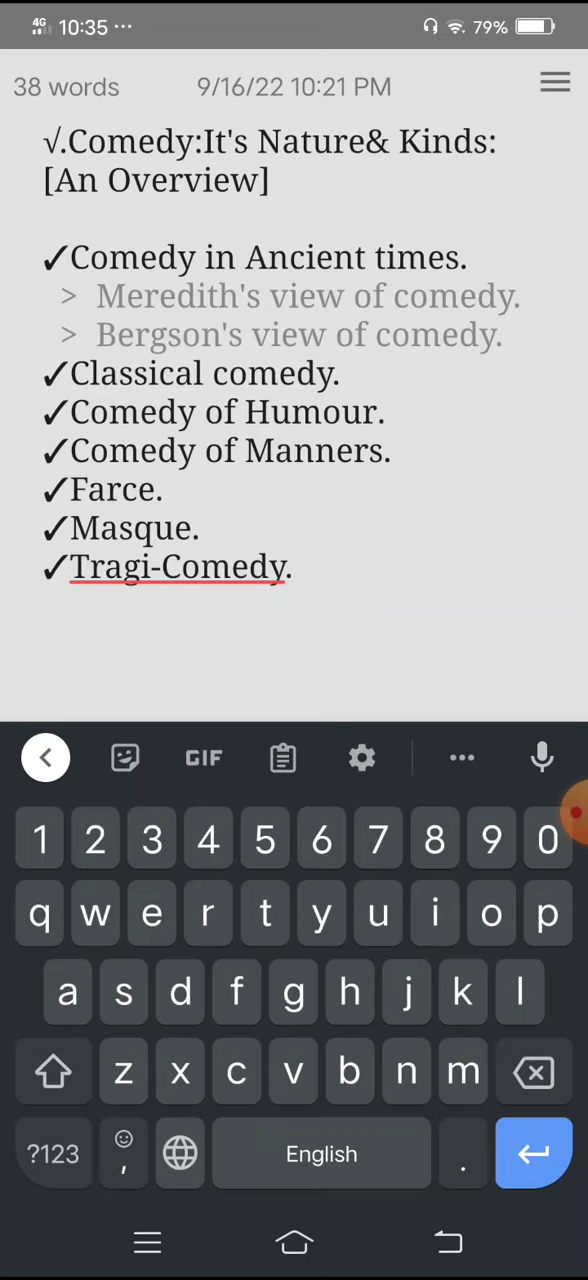 4G 10:35 ••• 79%
38 words 9/16/22 10:21 PM
√.Comedy:It's Nature& Kinds:
[An Overview]
✓Comedy in Ancient times.
> Meredith's view of comedy.
> Bergson's view of comedy.
✓Classical comedy.
✓Comedy of Humour.
✓Comedy of Manners.
✓Farce.
✓Masque.
✓Tragi-Comedy.
GIF
1 2 3 4 5 6 7 8 9 0
q w e r t y u i o p
a s d f g h j k l
z x c v b n m
?123 , English .